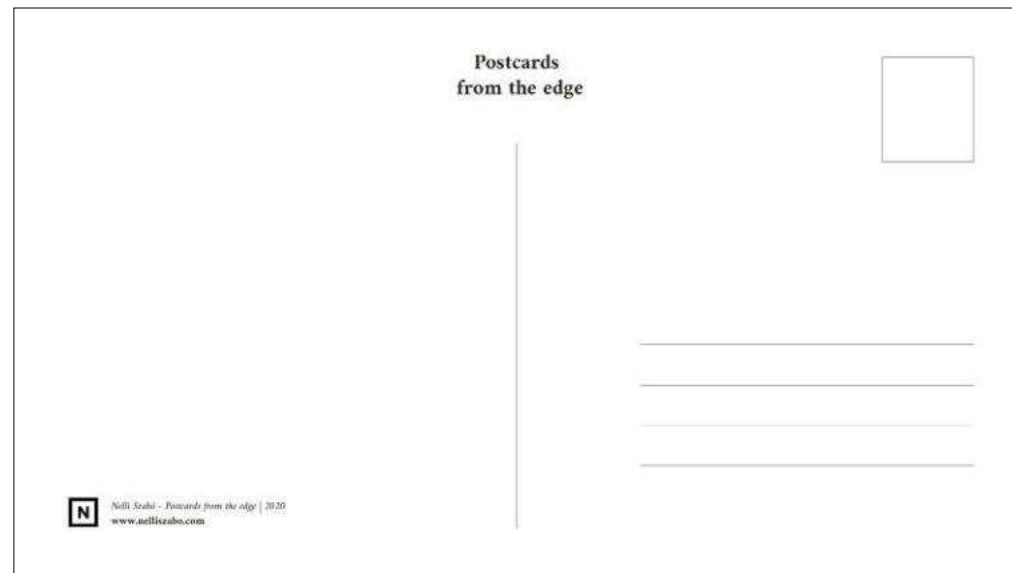 Postcards
from the edge
N
Nelli Szabó - Postcards from the edge | 2020
www.nelliszabo.com